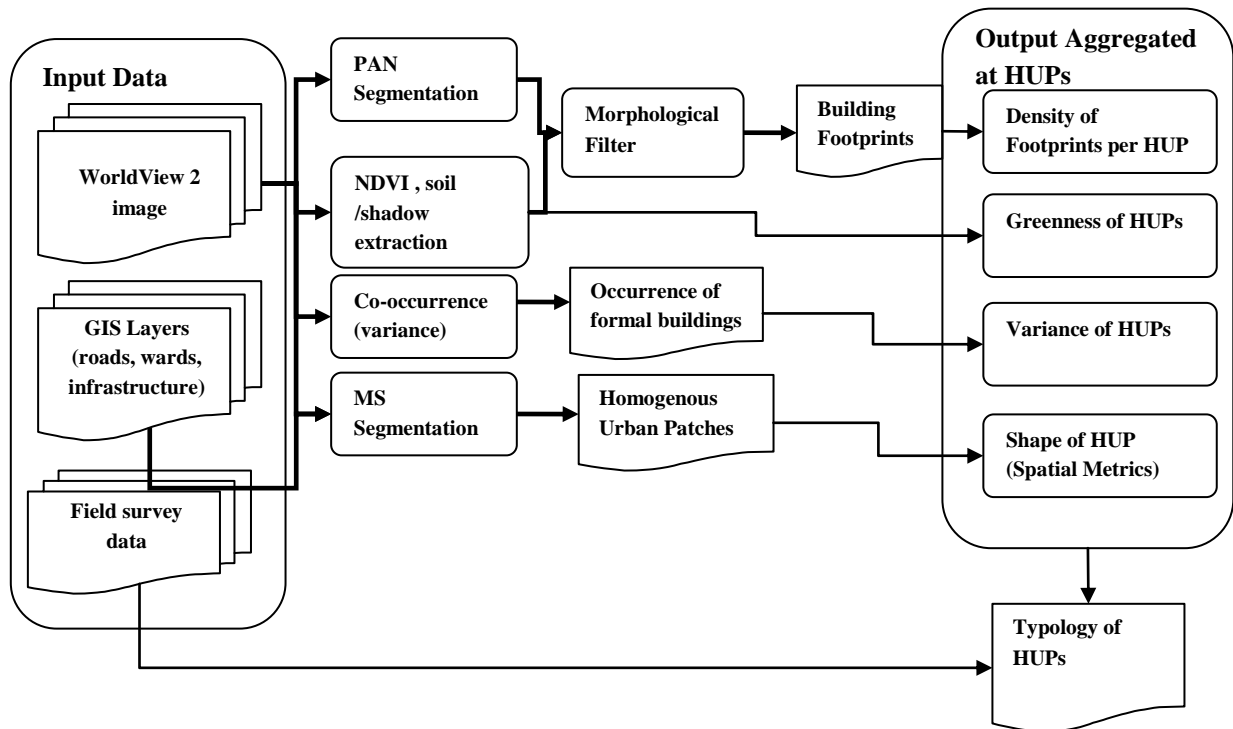 Input Data
WorldView 2
image
GIS Layers
(roads, wards,
infrastructure)
Field survey
data
PAN
Segmentation
NDVI , soil
/shadow
extraction
Co-occurrence
(variance)
MS
Segmentation
Morphological
Filter
Building
Footprints
Occurrence of
formal buildings
Homogenous
Urban Patches
Output Aggregated
at HUPs
Density of
Footprints per HUP
Greenness of HUPs
Variance of HUPs
Shape of HUP
(Spatial Metrics)
Typology of
HUPs